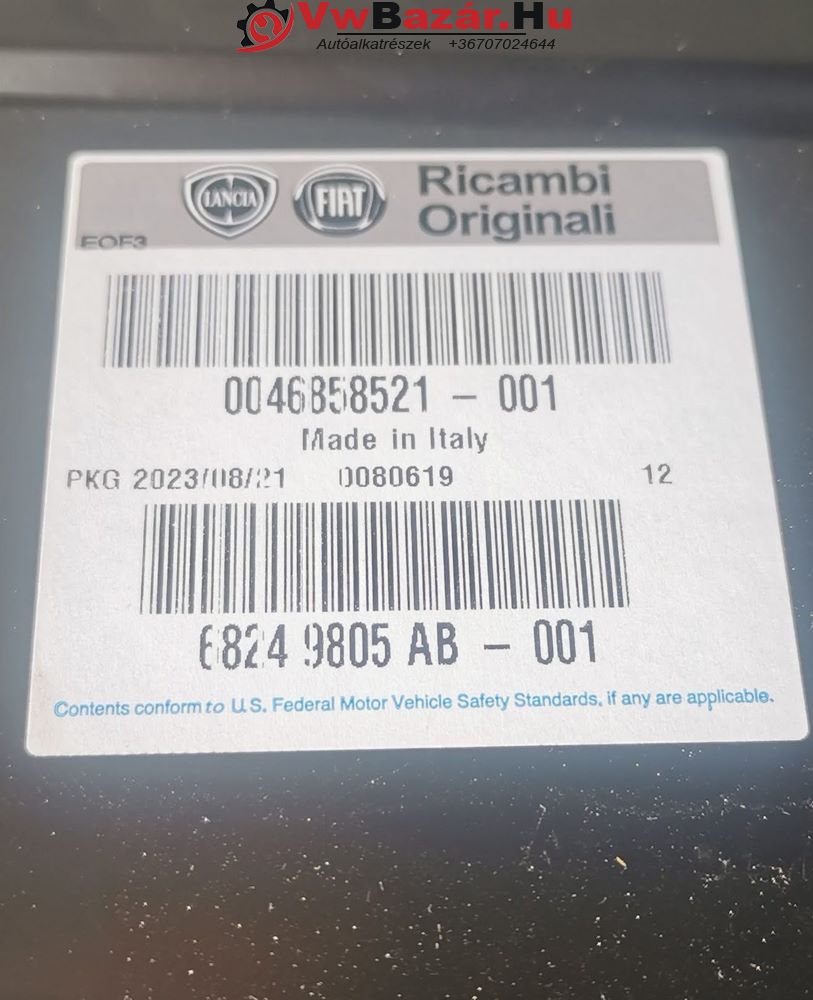 VwBazár.Hu
Autóalkatrészek +36707024644
LANCIA FIAT Ricambi
Originali
EOF3
0046858521 - 001
Made in Italy
PKG 2023/08/21 0080619 12
6824 9805 AB - 001
Contents conform to U.S. Federal Motor Vehicle Safety Standards, if any are applicable.